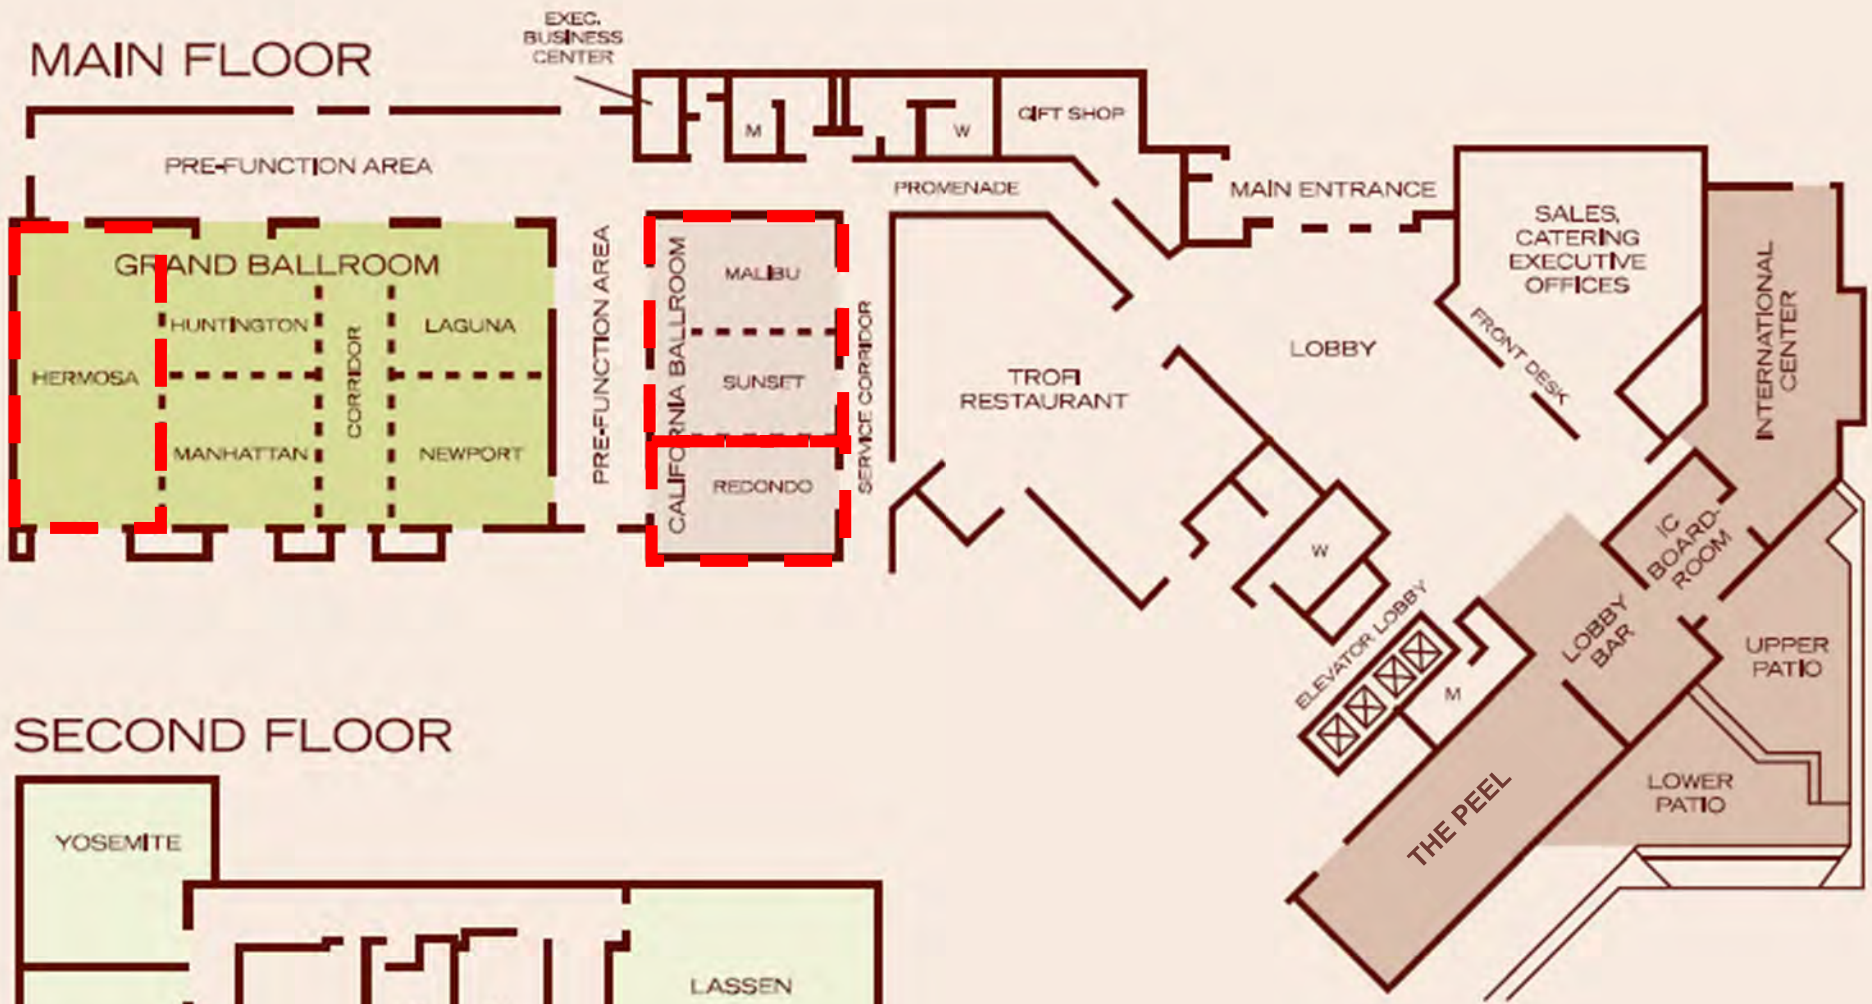 EXEC.
BUSINESS
CENTER
MAIN FLOOR
GIFT SHOP
M
W
PRE-FUNCTION AREA
PROMENADE
MAIN ENTRANCE
SALES,
CATERING
EXECUTIVE
OFFICES
GRAND BALLROOM
HUNTINGTON
LAGUNA
HERMOSA
CORRIDOR
MANHATTAN
NEWPORT
PRE-FUNCTION AREA
CALIFORNIA BALLROOM
MALIBU
SUNSET
REDONDO
SERVICE CORRIDOR
TROFI
RESTAURANT
LOBBY
FRONT DESK
INTERNATIONAL
CENTER
IC
BOARD-
ROOM
W
ELEVATOR LOBBY
M
LOBBY
BAR
UPPER
PATIO
LOWER
PATIO
THE PEEL
SECOND FLOOR
YOSEMITE
LASSEN